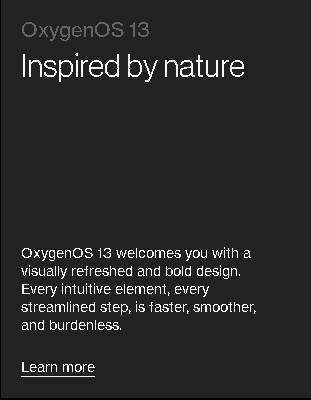 OxygenOS 13
Inspired by nature
OxygenOS 13 welcomes you with a
visually refreshed and bold design.
Every intuitive element, every
streamlined step, is faster, smoother,
and burdenless.
Learn more